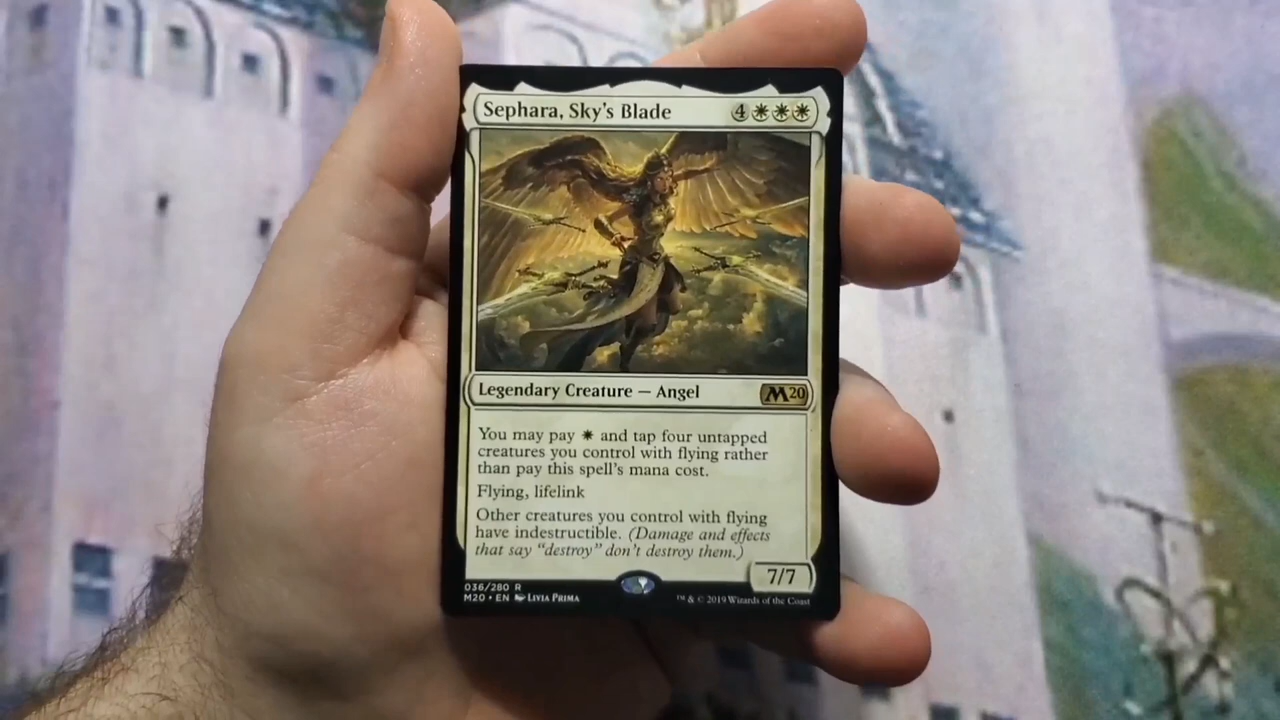 Sephara, Sky's Blade 4
Legendary Creature — Angel M20
You may pay and tap four untapped
creatures you control with flying rather
than pay this spell's mana cost.
Flying, lifelink
Other creatures you control with flying
have indestructible. (Damage and effects
that say "destroy" don't destroy them.)
7/7
036/280 R
M20 • EN LIVIA PRIMA ™ & © 2019 Wizards of the Coast